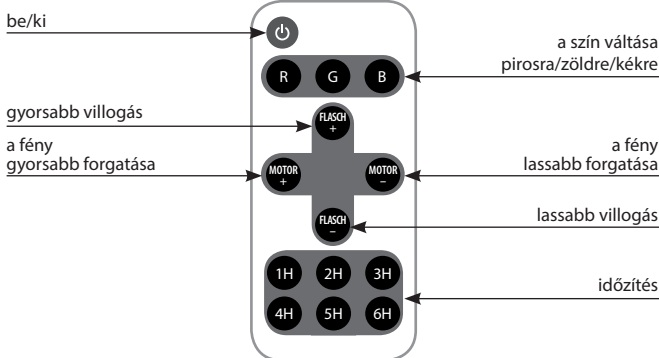 be/ki
a szín váltása
pirosra/zöldre/kékre
R G B
gyorsabb villogás
FLASCH
+
a fény
gyorsabb forgatása
MOTOR
+
MOTOR
–
a fény
lassabb forgatása
FLASCH
–
lassabb villogás
1H 2H 3H
időzítés
4H 5H 6H